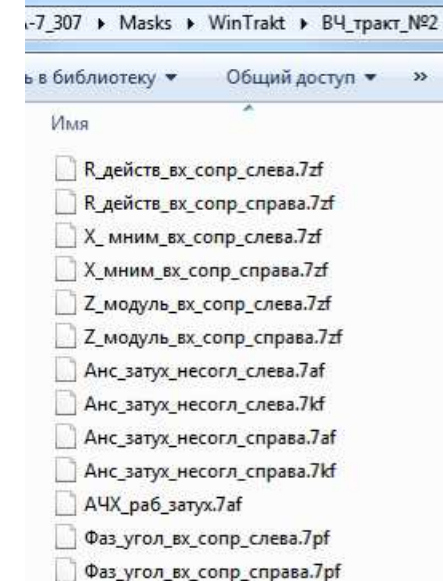 -7_307 ▸ Masks ▸ WinTrakt ▸ ВЧ_тракт_№2
в библиотеку ▾ Общий доступ ▾ »
Имя
R_действ_вх_сопр_слева.7zf
R_действ_вх_сопр_справа.7zf
X_ мним_вх_сопр_слева.7zf
X_мним_вх_сопр_справа.7zf
Z_модуль_вх_сопр_слева.7zf
Z_модуль_вх_сопр_справа.7zf
Анс_затух_несогл_слева.7af
Анс_затух_несогл_слева.7kf
Анс_затух_несогл_справа.7af
Анс_затух_несогл_справа.7kf
АЧХ_раб_затух.7af
Фаз_угол_вх_сопр_слева.7pf
Фаз_угол_вх_сопр_справа.7pf